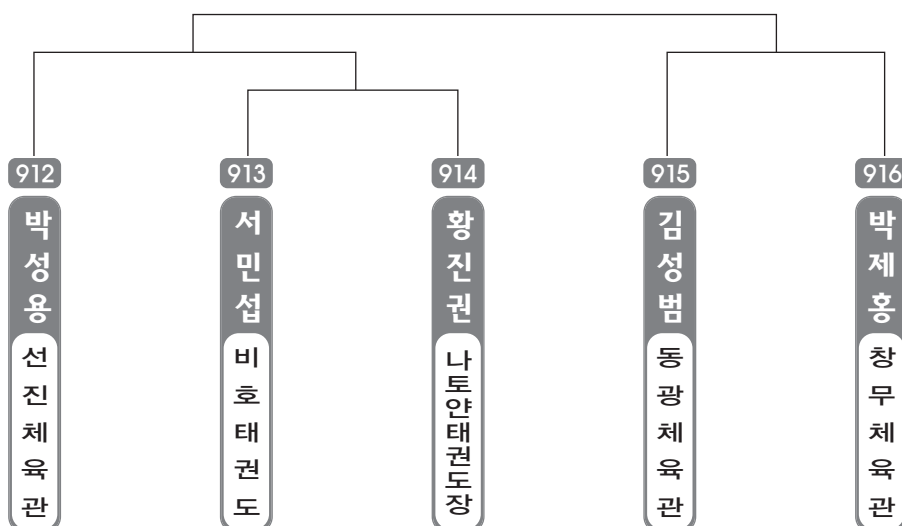 912
박성용
선진체육관
913
서민섭
비호태권도
914
황진권
나토얀태권도장
915
김성범
동광체육관
916
박제홍
창무체육관